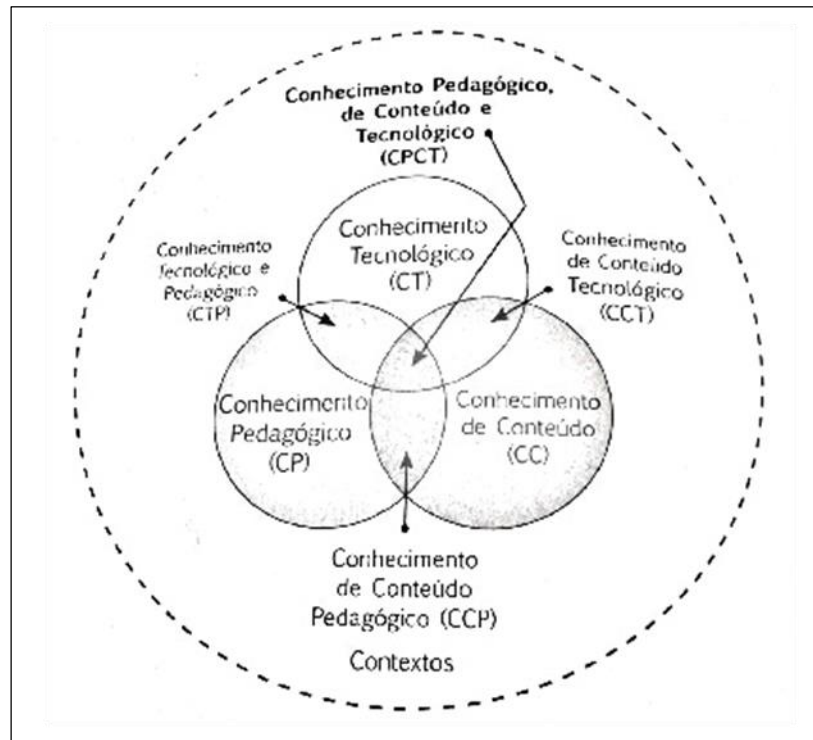 Conhecimento Pedagógico,
de Conteúdo e
Tecnológico
(CPCT)
Conhecimento
Tecnológico
(CT)
Conhecimento
Tecnológico e
Pedagógico
(CTP)
Conhecimento
de Conteúdo
Tecnológico
(CCT)
Conhecimento
Pedagógico
(CP)
Conhecimento
de Conteúdo
(CC)
Conhecimento
de Conteúdo
Pedagógico (CCP)
Contextos